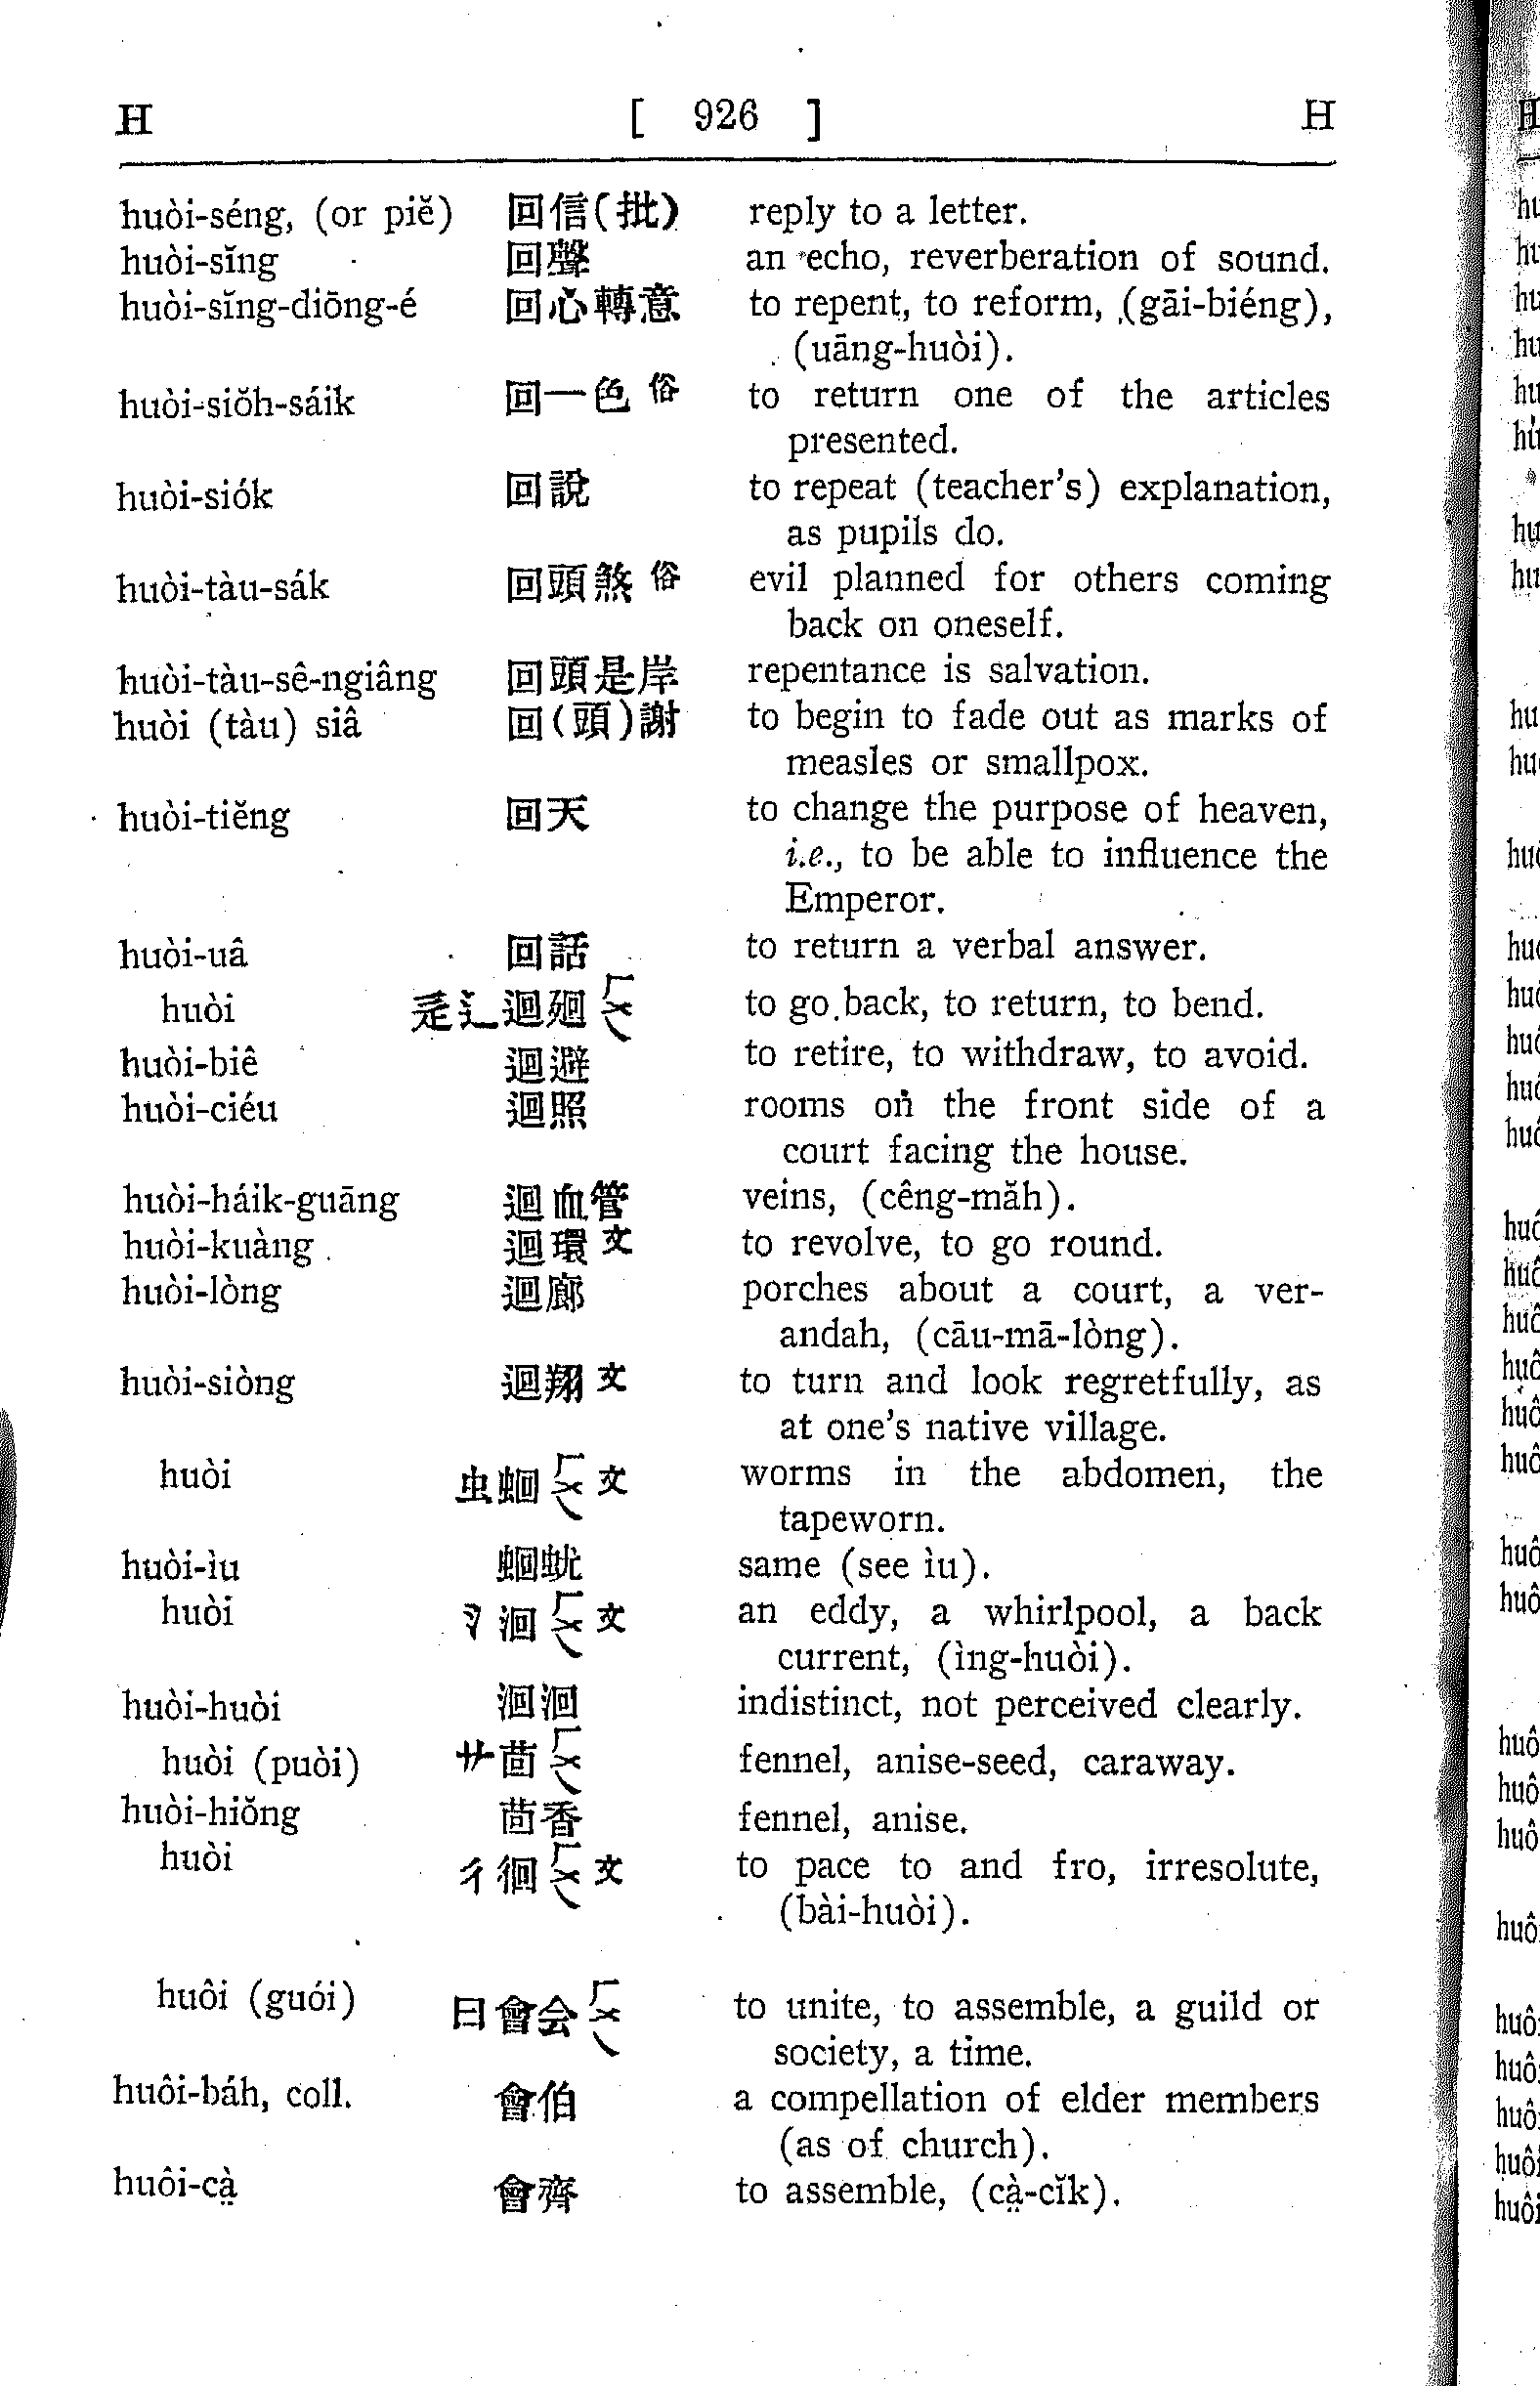 H [ 926 ] H
huòi-séng, (or piĕ) 回信(批) reply to a letter.
huòi-sĭng 回聲 an echo, reverberation of sound.
huòi-sĭng-diōng-é 回心轉意 to repent, to reform, (gāi-biéng),
(uāng-huòi).
huòi-siŏh-sáik 回一色 俗 to return one of the articles
presented.
huòi-siók 回說 to repeat (teacher's) explanation,
as pupils do.
huòi-tàu-sák 回頭煞 俗 evil planned for others coming
back on oneself.
huòi-tàu-sê-ngiâng 回頭是岸 repentance is salvation.
huòi (tàu) siâ 回(頭)謝 to begin to fade out as marks of
measles or smallpox.
huòi-tiĕng 回天 to change the purpose of heaven,
i.e., to be able to influence the
Emperor.
huòi-uâ 回話 to return a verbal answer.
huòi 辵辶迴廻 ㄏㄨㄟ to go back, to return, to bend.
huòi-biê 迴避 to retire, to withdraw, to avoid.
huòi-ciéu 迴照 rooms on the front side of a
court facing the house.
huòi-háik-guāng 迴血管 veins, (cêng-măh).
huòi-kuàng 迴環 文 to revolve, to go round.
huòi-lòng 迴廊 porches about a court, a ver-
andah, (cāu-mā-lòng).
huòi-siòng 迴翔 文 to turn and look regretfully, as
at one's native village.
huòi 虫蛔 ㄏㄨㄟ 文 worms in the abdomen, the
tapeworn.
huòi-ìu 蛔蚘 same (see ìu).
huòi 氵洄 ㄏㄨㄟ 文 an eddy, a whirlpool, a back
current, (ìng-huòi).
huòi-huòi 洄洄 indistinct, not perceived clearly.
huòi (puòi) 艹茴 ㄏㄨㄟ fennel, anise-seed, caraway.
huòi-hiŏng 茴香 fennel, anise.
huòi 彳徊 ㄏㄨㄟ 文 to pace to and fro, irresolute,
(bài-huòi).
huôi (guói) 曰會会 ㄏㄨㄟ to unite, to assemble, a guild or
society, a time.
huôi-báh, coll. 會伯 a compellation of elder members
(as of church).
huôi-cà̤ 會齊 to assemble, (cà̤-cĭk).